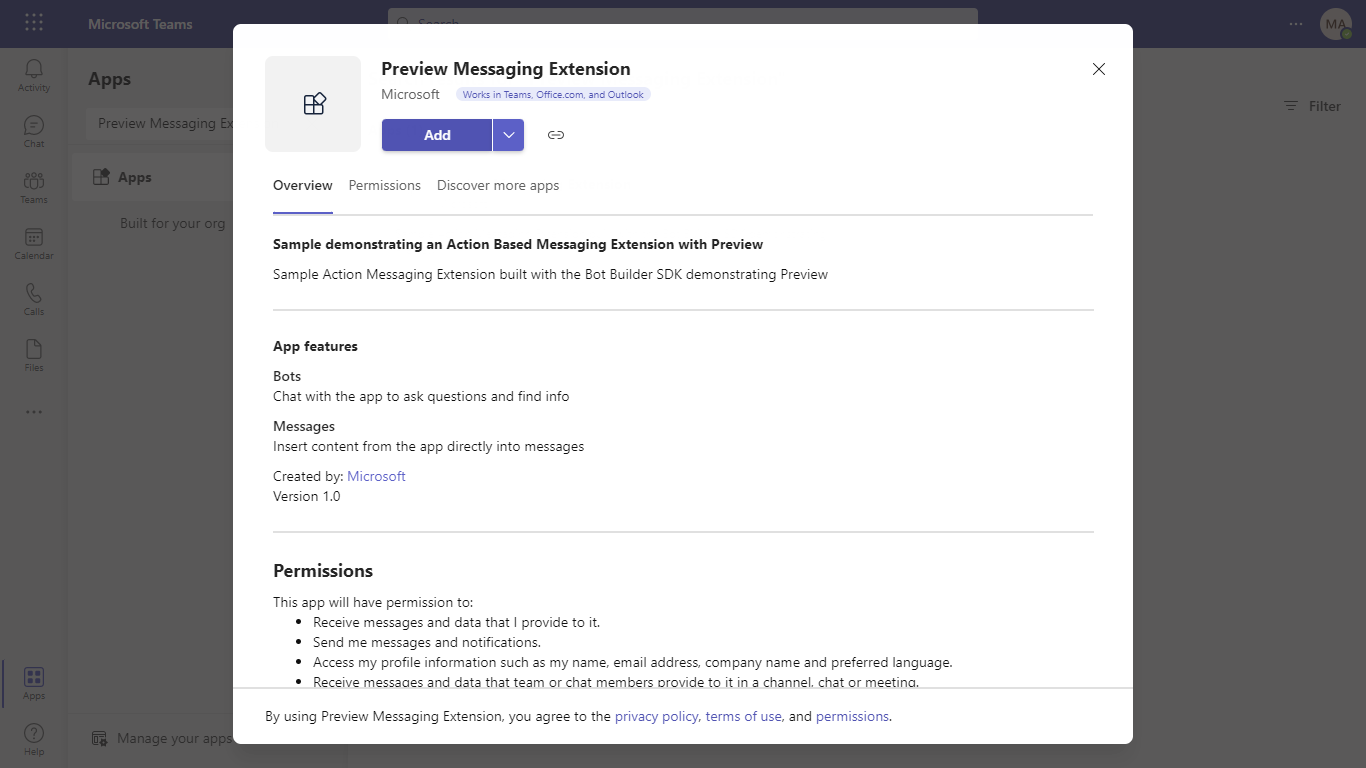 Microsoft Teams
Search
MA
Activity
Chat
Teams
Calendar
Calls
Files
Apps
Help
Apps
Preview Messaging Ex
Apps
Built for your org
Manage your apps
Filter
Preview Messaging Extension
Microsoft
Works in Teams, Office.com, and Outlook
Add
Overview
Permissions
Discover more apps
Sample demonstrating an Action Based Messaging Extension with Preview
Sample Action Messaging Extension built with the Bot Builder SDK demonstrating Preview
App features
Bots
Chat with the app to ask questions and find info
Messages
Insert content from the app directly into messages
Created by: Microsoft
Version 1.0
Permissions
This app will have permission to:
Receive messages and data that I provide to it.
Send me messages and notifications.
Access my profile information such as my name, email address, company name and preferred language.
Receive messages and data that team or chat members provide to it in a channel, chat or meeting.
By using Preview Messaging Extension, you agree to the privacy policy, terms of use, and permissions.